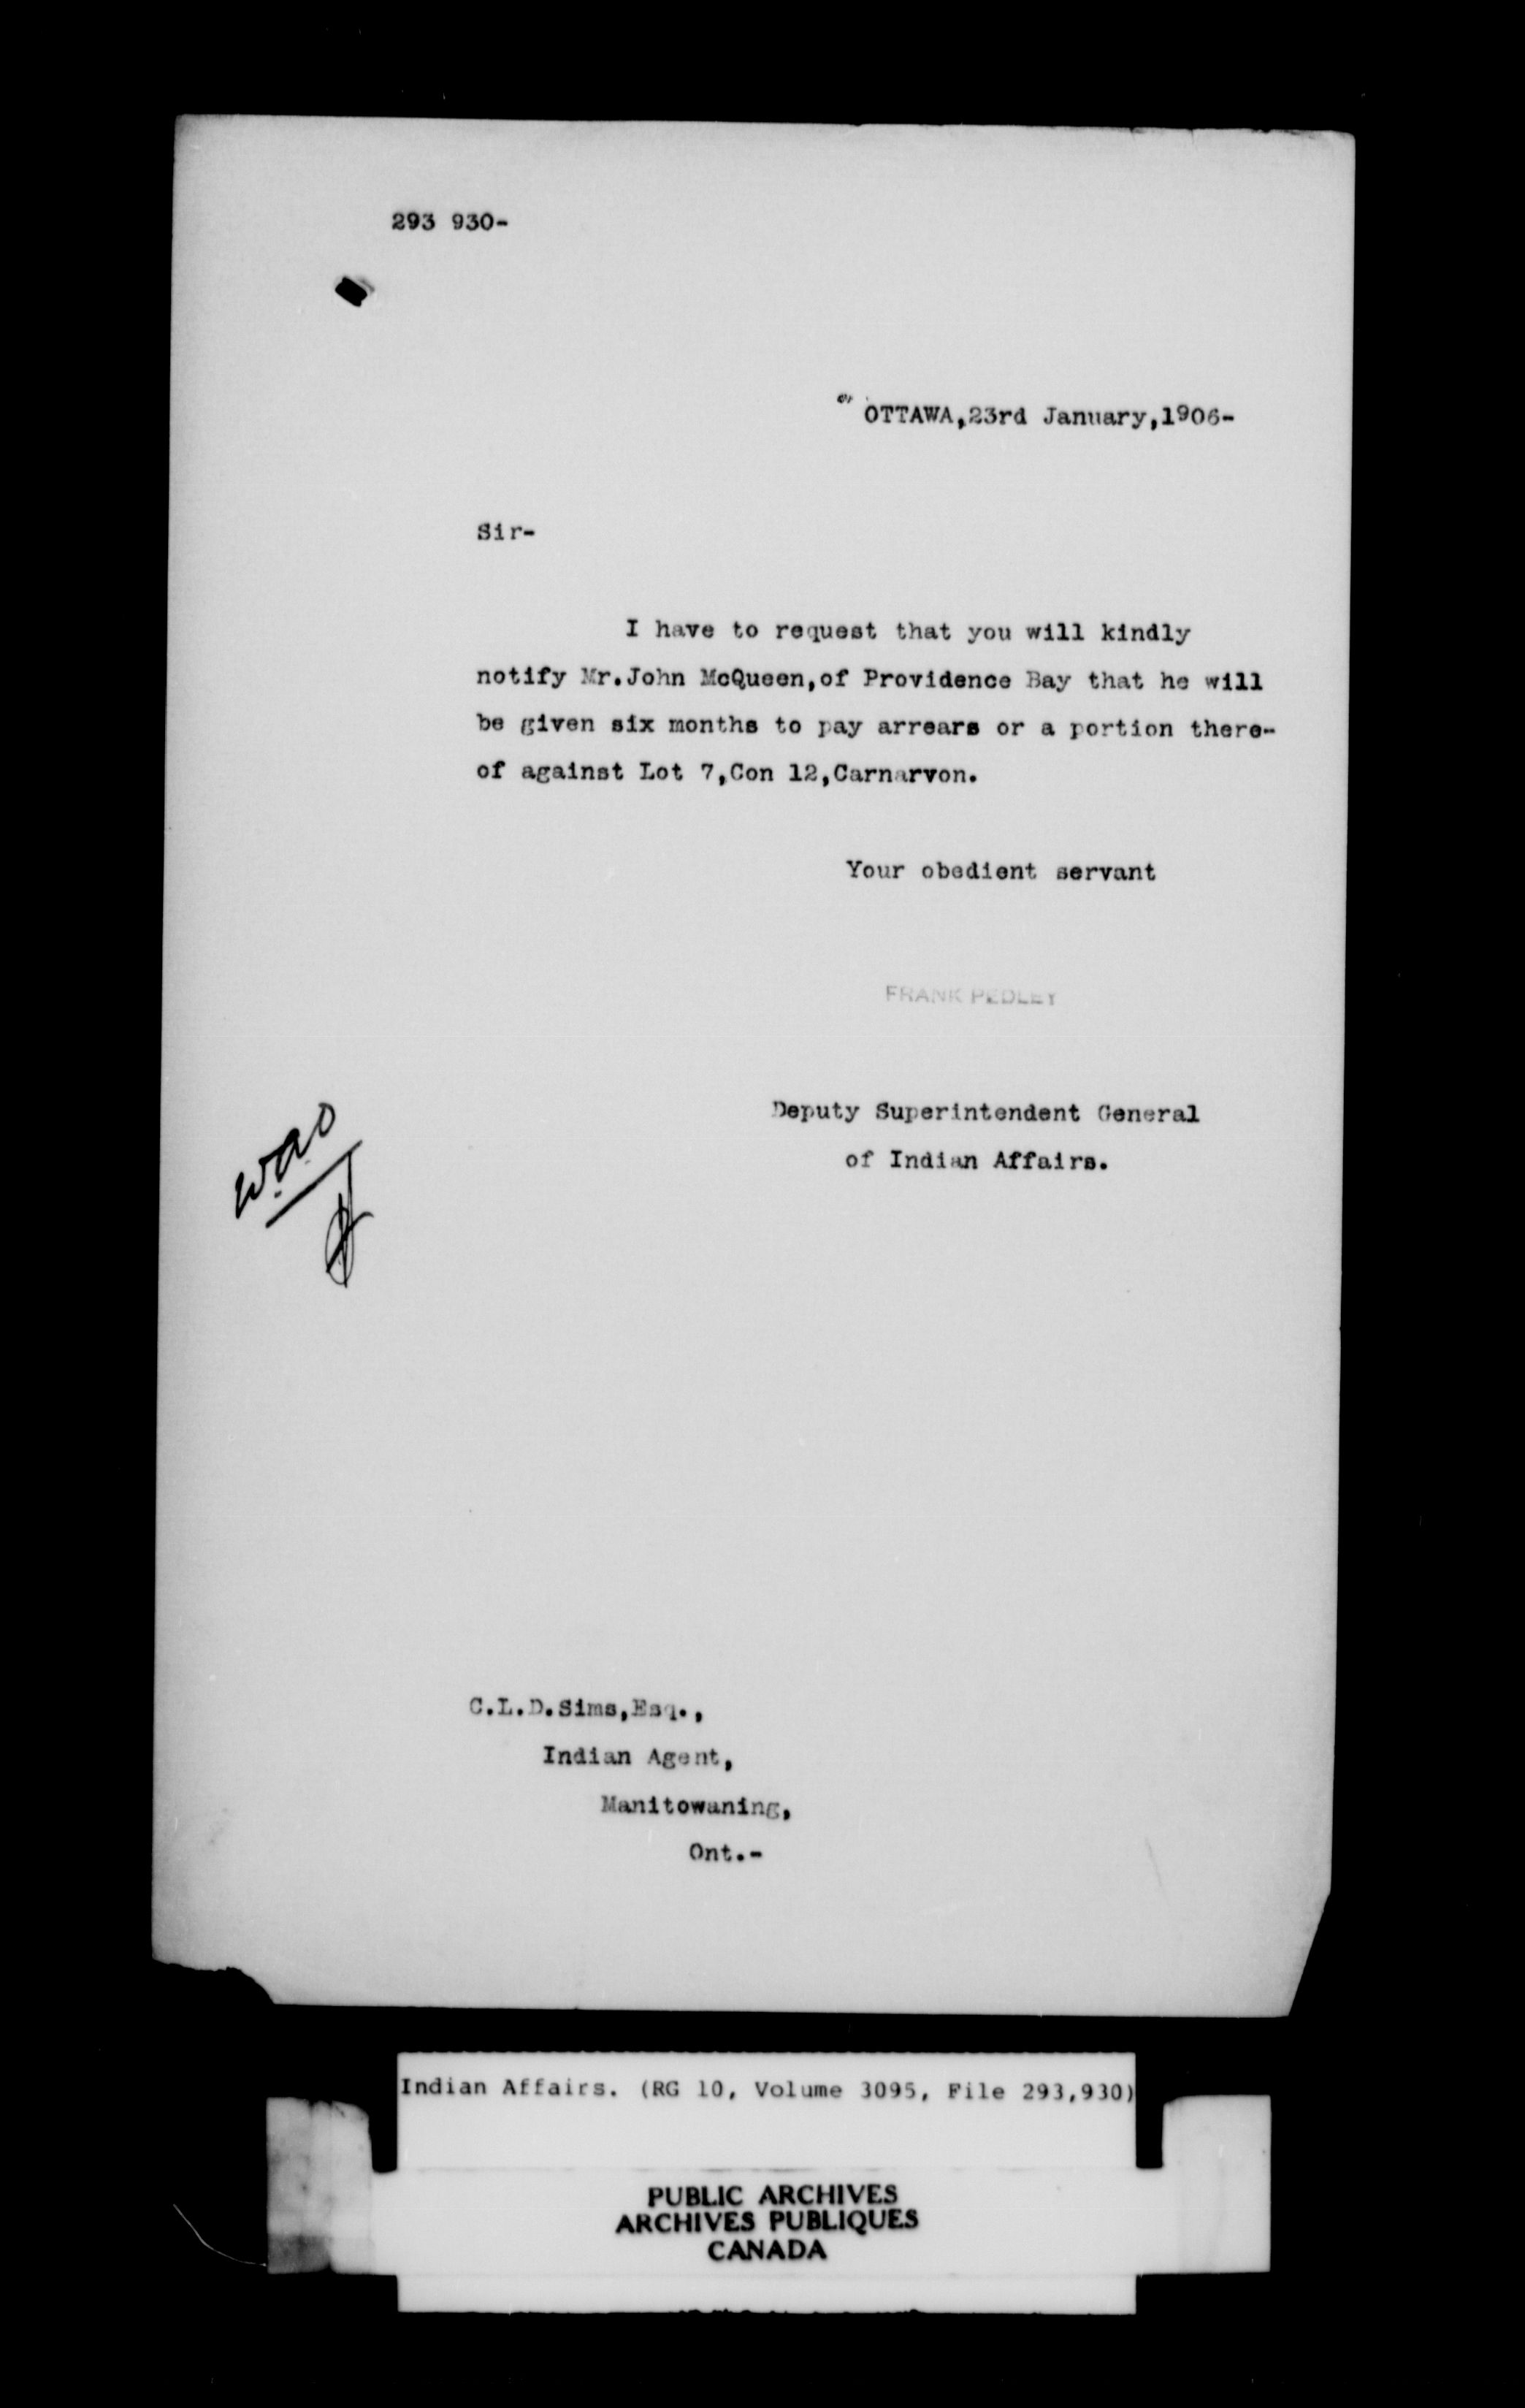 293 930-
OTTAWA,23rd January,1906-
Sir-
I have to request that you will kindly
notify Mr.John McQueen,of Providence Bay that he will
be given six months to pay arrears or a portion there-
of against Lot 7,Con 12,Carnarvon.
Your obedient servant
FRANK PEDLEY
Deputy Superintendent General
of Indian Affairs.
C.L.D.Sims,Esq.,
Indian Agent,
Manitowaning,
Ont.-
Indian Affairs. (RG 10, Volume 3095, File 293,930)
PUBLIC ARCHIVES
ARCHIVES PUBLIQUES
CANADA